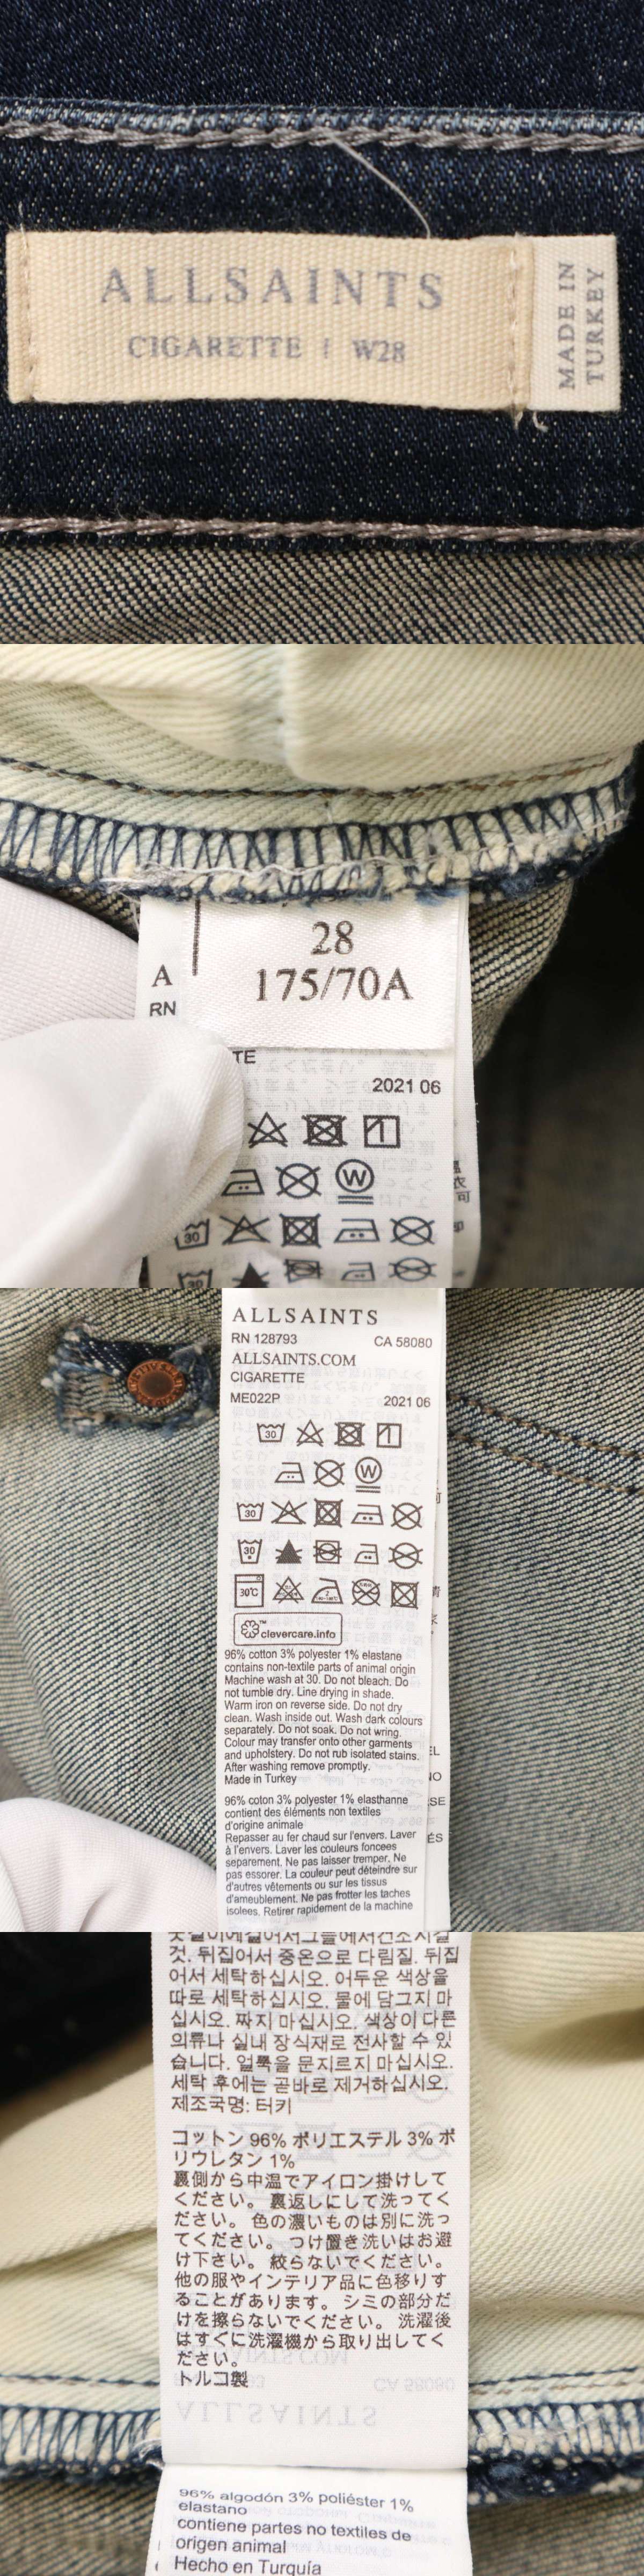 ALLSAINTS
CIGARETTE | W28
MADE IN
TURKEY
28
175/70A
A
RN
TE
2021 06
W
30
30
ALLSAINTS
RN 128793 CA 58080
ALLSAINTS.COM
CIGARETTE
ME022P 2021 06
30
W
30
30
30°C
clevercare.info
96% cotton 3% polyester 1% elastane
contains non-textile parts of animal origin
Machine wash at 30. Do not bleach. Do
not tumble dry. Line drying in shade.
Warm iron on reverse side. Do not dry
clean. Wash inside out. Wash dark colours
separately. Do not soak. Do not wring.
Colour may transfer onto other garments
and upholstery. Do not rub isolated stains.
After washing remove promptly.
Made in Turkey
96% coton 3% polyester 1% elasthanne
contient des éléments non textiles
d'origine animale
Repasser au fer chaud sur l'envers. Laver
à l'envers. Laver les couleurs foncees
separement. Ne pas laisser tremper. Ne
pas essorer. La couleur peut déteindre sur
d'autres vêtements ou sur les tissus
d'ameublement. Ne pas frotter les taches
isolees. Retirer rapidement de la machine
것. 뒤집어서 중온으로 다림질. 뒤집
어서 세탁하십시오. 어두운 색상을
따로 세탁하십시오. 물에 담그지 마
십시오. 짜지 마십시오. 색상이 다른
의류나 실내 장식재로 전사할 수 있
습니다. 얼룩을 문지르지 마십시오.
세탁 후에는 곧바로 제거하십시오.
제조국명: 터키
コットン 96% ポリエステル 3% ポ
リウレタン 1%
裏側から中温でアイロン掛けして
ください。 裏返しにして洗ってく
ださい。 色の濃いものは別に洗っ
てください。 つけ置き洗いはお避
け下さい。 絞らないでください。
他の服やインテリア品に色移りす
ることがあります。 シミの部分だ
けを擦らないでください。 洗濯後
はすぐに洗濯機から取り出してく
ださい。
トルコ製
96% algodón 3% poliéster 1%
elastano
contiene partes no textiles de
origen animal
Hecho en Turquía